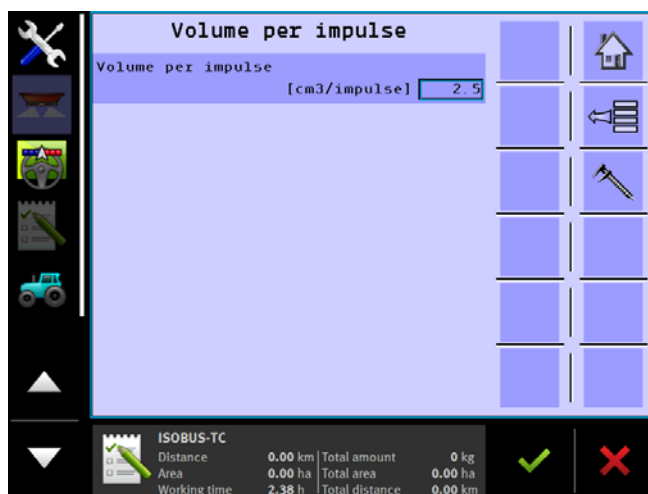 Volume per impulse
Volume per impulse
[cm3/impulse] 2.5
ISOBUS-TC
Distance 0.00 km Total amount 0 kg
Area 0.00 ha Total area 0.00 ha
Working time 2.38 h Total distance 0.00 km